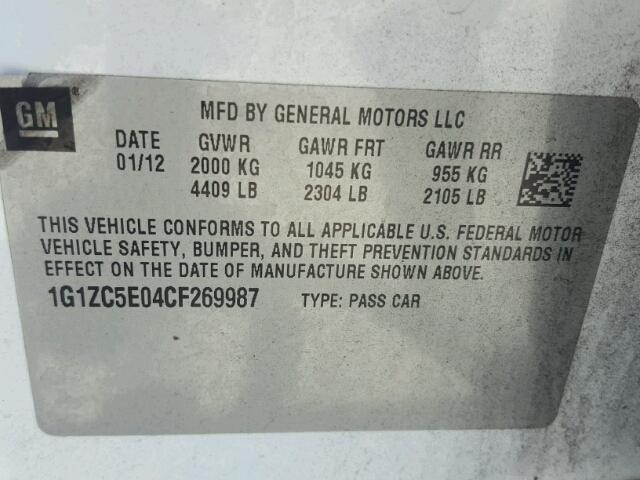 GM
MFD BY GENERAL MOTORS LLC
DATE GVWR GAWR FRT GAWR RR
01/12 2000 KG 1045 KG 955 KG
4409 LB 2304 LB 2105 LB
THIS VEHICLE CONFORMS TO ALL APPLICABLE U.S. FEDERAL MOTOR
VEHICLE SAFETY, BUMPER, AND THEFT PREVENTION STANDARDS IN
EFFECT ON THE DATE OF MANUFACTURE SHOWN ABOVE.
1G1ZC5E04CF269987 TYPE: PASS CAR